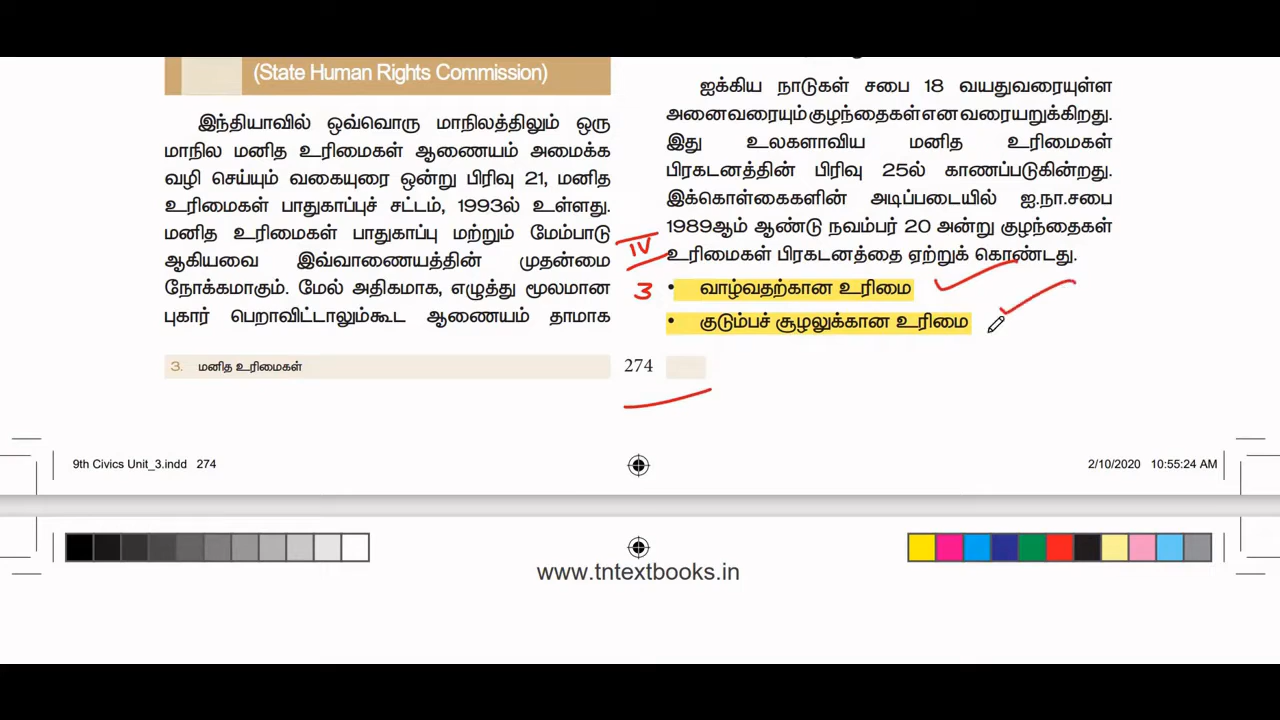 (State Human Rights Commission)
இந்தியாவில் ஒவ்வொரு மாநிலத்திலும் ஒரு
மாநில மனித உரிமைகள் ஆணையம் அமைக்க
வழி செய்யும் வகையுரை ஒன்று பிரிவு 21, மனித
உரிமைகள் பாதுகாப்புச் சட்டம், 1993ல் உள்ளது.
மனித உரிமைகள் பாதுகாப்பு மற்றும் மேம்பாடு
ஆகியவை இவ்வாணையத்தின் முதன்மை
நோக்கமாகும். மேல் அதிகமாக, எழுத்து மூலமான
புகார் பெறாவிட்டாலும்கூட ஆணையம் தாமாக
ஐக்கிய நாடுகள் சபை 18 வயதுவரையுள்ள
அனைவரையும் குழந்தைகள் என வரையறுக்கிறது.
இது உலகளாவிய மனித உரிமைகள்
பிரகடனத்தின் பிரிவு 25ல் காணப்படுகின்றது.
இக்கொள்கைகளின் அடிப்படையில் ஐ.நா.சபை
1989ஆம் ஆண்டு நவம்பர் 20 அன்று குழந்தைகள்
உரிமைகள் பிரகடனத்தை ஏற்றுக் கொண்டது.
IV
3
• வாழ்வதற்கான உரிமை
• குடும்பச் சூழலுக்கான உரிமை
3. மனித உரிமைகள்
274
9th Civics Unit_3.indd 274
2/10/2020 10:55:24 AM
www.tntextbooks.in